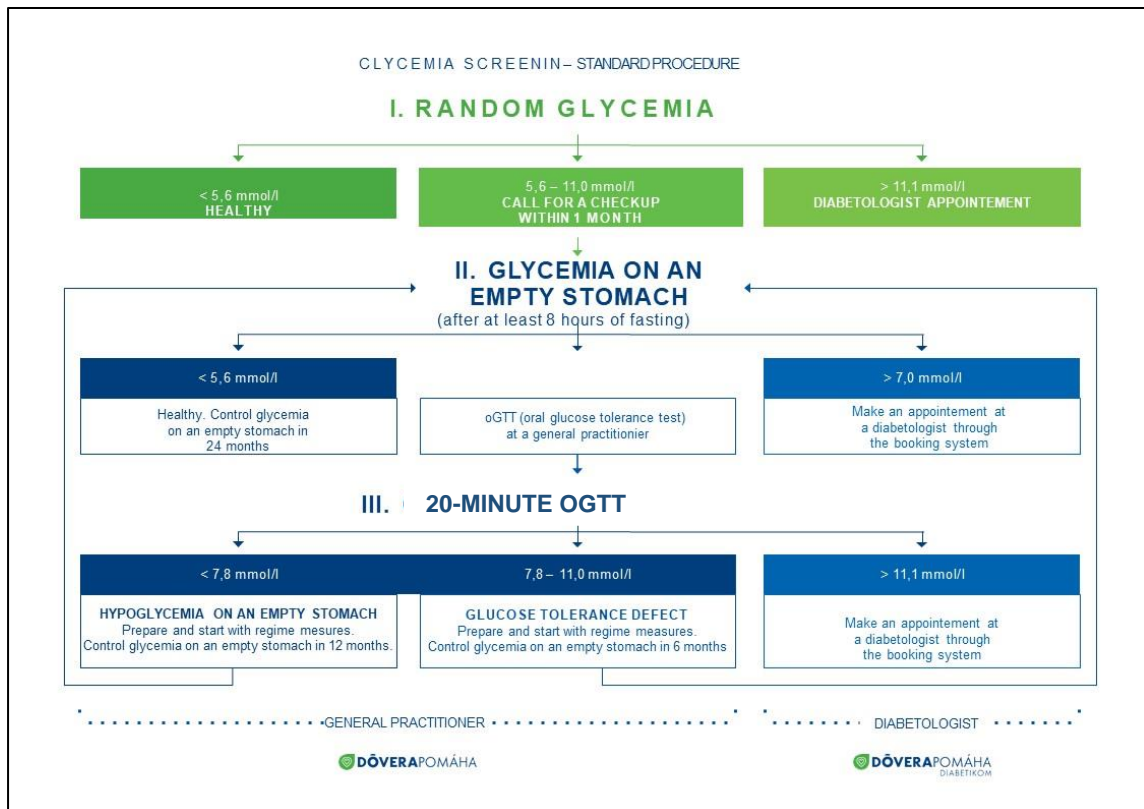 CLYCEMIA SCREENIN – STANDARD PROCEDURE
I. RANDOM GLYCEMIA
< 5,6 mmol/l
HEALTHY
5,6 – 11,0 mmol/l
CALL FOR A CHECKUP
WITHIN 1 MONTH
> 11,1 mmol/l
DIABETOLOGIST APPOINTEMENT
II. GLYCEMIA ON AN
EMPTY STOMACH
(after at least 8 hours of fasting)
< 5,6 mmol/l
Healthy. Control glycemia
on an empty stomach in
24 months
oGTT (oral glucose tolerance test)
at a general practitionier
> 7,0 mmol/l
Make an appointement at
a diabetologist through
the booking system
III. 20-MINUTE OGTT
< 7,8 mmol/l
HYPOGLYCEMIA ON AN EMPTY STOMACH
Prepare and start with regime mesures.
Control glycemia on an empty stomach in 12 months.
7,8 – 11,0 mmol/l
GLUCOSE TOLERANCE DEFECT
Prepare and start with regime measures.
Control glycemia on an empty stomach in 6 months
> 11,1 mmol/l
Make an appointement at
a diabetologist through
the booking system
GENERAL PRACTITIONER
DIABETOLOGIST
DÔVERAPOMÁHA
DÔVERAPOMÁHA
DIABETIKOM